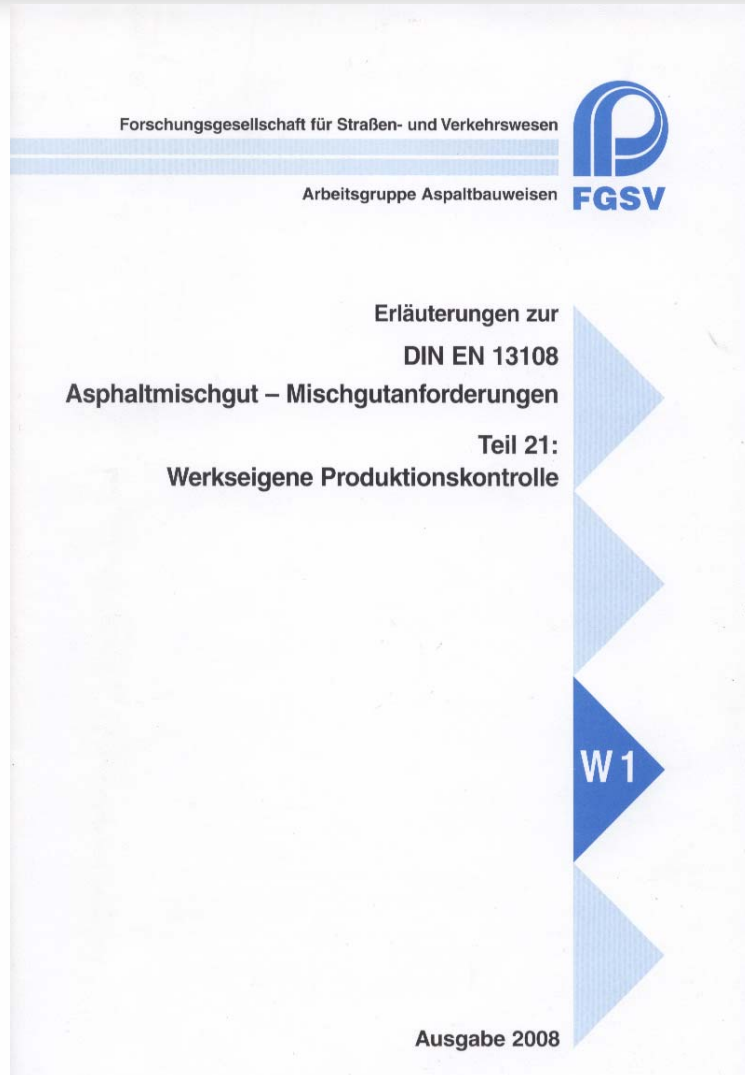 Forschungsgesellschaft für Straßen- und Verkehrswesen
Arbeitsgruppe Aspaltbauweisen
FGSV
Erläuterungen zur
DIN EN 13108
Asphaltmischgut – Mischgutanforderungen
Teil 21:
Werkseigene Produktionskontrolle
W 1
Ausgabe 2008